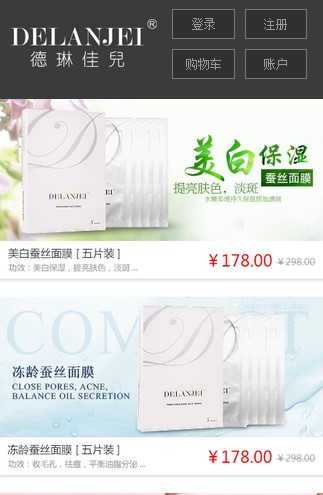 DELANJEI®
德琳佳兒
登录
注册
购物车
账户
DELANJEI
美白保湿
蚕丝面膜
提亮肤色，淡斑
美白蚕丝面膜 [ 五片装 ]
功效：美白保湿，提亮肤色，淡斑 ...
￥178.00
￥298.00
冻龄蚕丝面膜
CLOSE PORES, ACNE,
BALANCE OIL SECRETION
DELANJEI
冻龄蚕丝面膜 [ 五片装 ]
功效：收毛孔，祛痘，平衡油脂分泌 ...
￥178.00
￥298.00